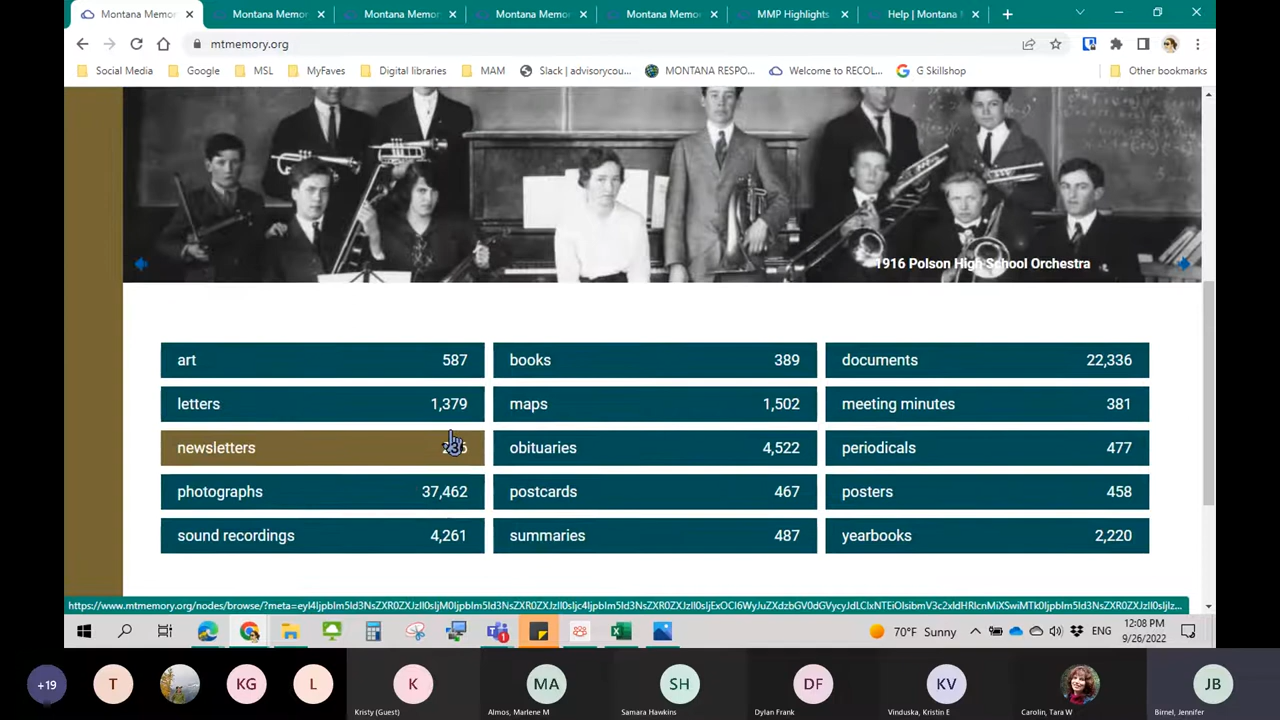 Montana Memor
Montana Memor
Montana Memor
Montana Memo
Montana Memo
MMP Highlights
Help | Montana
mtmemory.org
Social Media
Google
MSL
MyFaves
Digital libraries
MAM
Slack | advisorycou...
MONTANA RESPO...
Welcome to RECOL...
G Skillshop
Other bookmarks
1916 Polson High School Orchestra
art 587
books 389
documents 22,336
letters 1,379
maps 1,502
meeting minutes 381
newsletters
obituaries 4,522
periodicals 477
photographs 37,462
postcards 467
posters 458
sound recordings 4,261
summaries 487
yearbooks 2,220
70°F Sunny
ENG
12:08 PM
9/26/2022
+19
T
KG
L
K
MA
SH
DF
KV
JB
Kristy (Guest)
Almos, Marlene M
Samara Hawkins
Dylan Frank
Vinduska, Kristin E
Carolin, Tara W
Birnel, Jennifer